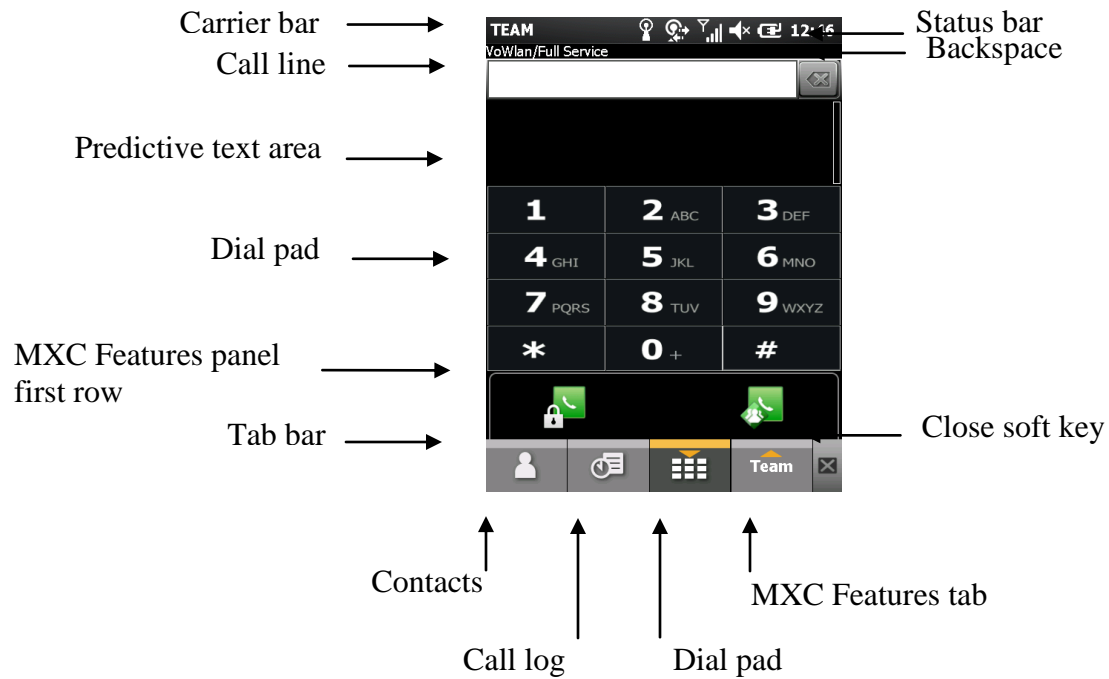 Carrier bar
Status bar
TEAM
Backspace
VoWlan/Full Service
Call line
Predictive text area
1
2 ABC
3 DEF
Dial pad
4 GHI
5 JKL
6 MNO
7 PQRS
8 TUV
9 WXYZ
*
0 +
#
MXC Features panel
first row
Close soft key
Tab bar
Team
Contacts
MXC Features tab
Call log
Dial pad